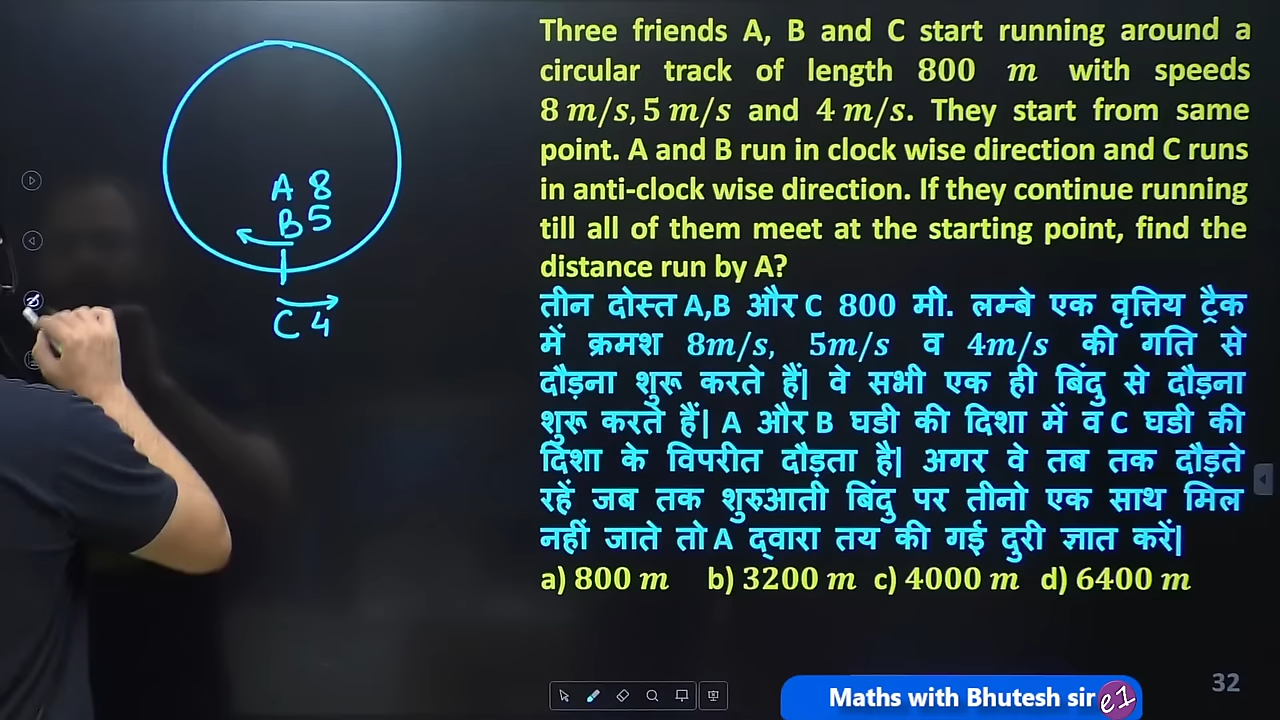 Three friends A, B and C start running around a
circular track of length 800 m with speeds
8 m/s, 5 m/s and 4 m/s. They start from same
point. A and B run in clock wise direction and C runs
in anti-clock wise direction. If they continue running
till all of them meet at the starting point, find the
distance run by A?
तीन दोस्त A,B और C 800 मी. लम्बे एक वृत्तिय ट्रैक
में क्रमश 8m/s, 5m/s व 4m/s की गति से
दौड़ना शुरू करते हैं| वे सभी एक ही बिंदु से दौड़ना
शुरू करते हैं| A और B घडी की दिशा में व C घडी की
दिशा के विपरीत दौड़ता है| अगर वे तब तक दौड़ते
रहें जब तक शुरुआती बिंदु पर तीनो एक साथ मिल
नहीं जाते तो A द्वारा तय की गई दुरी ज्ञात करें|
a) 800 m b) 3200 m c) 4000 m d) 6400 m
A 8
B 5
C 4
Maths with Bhutesh sir e1
32